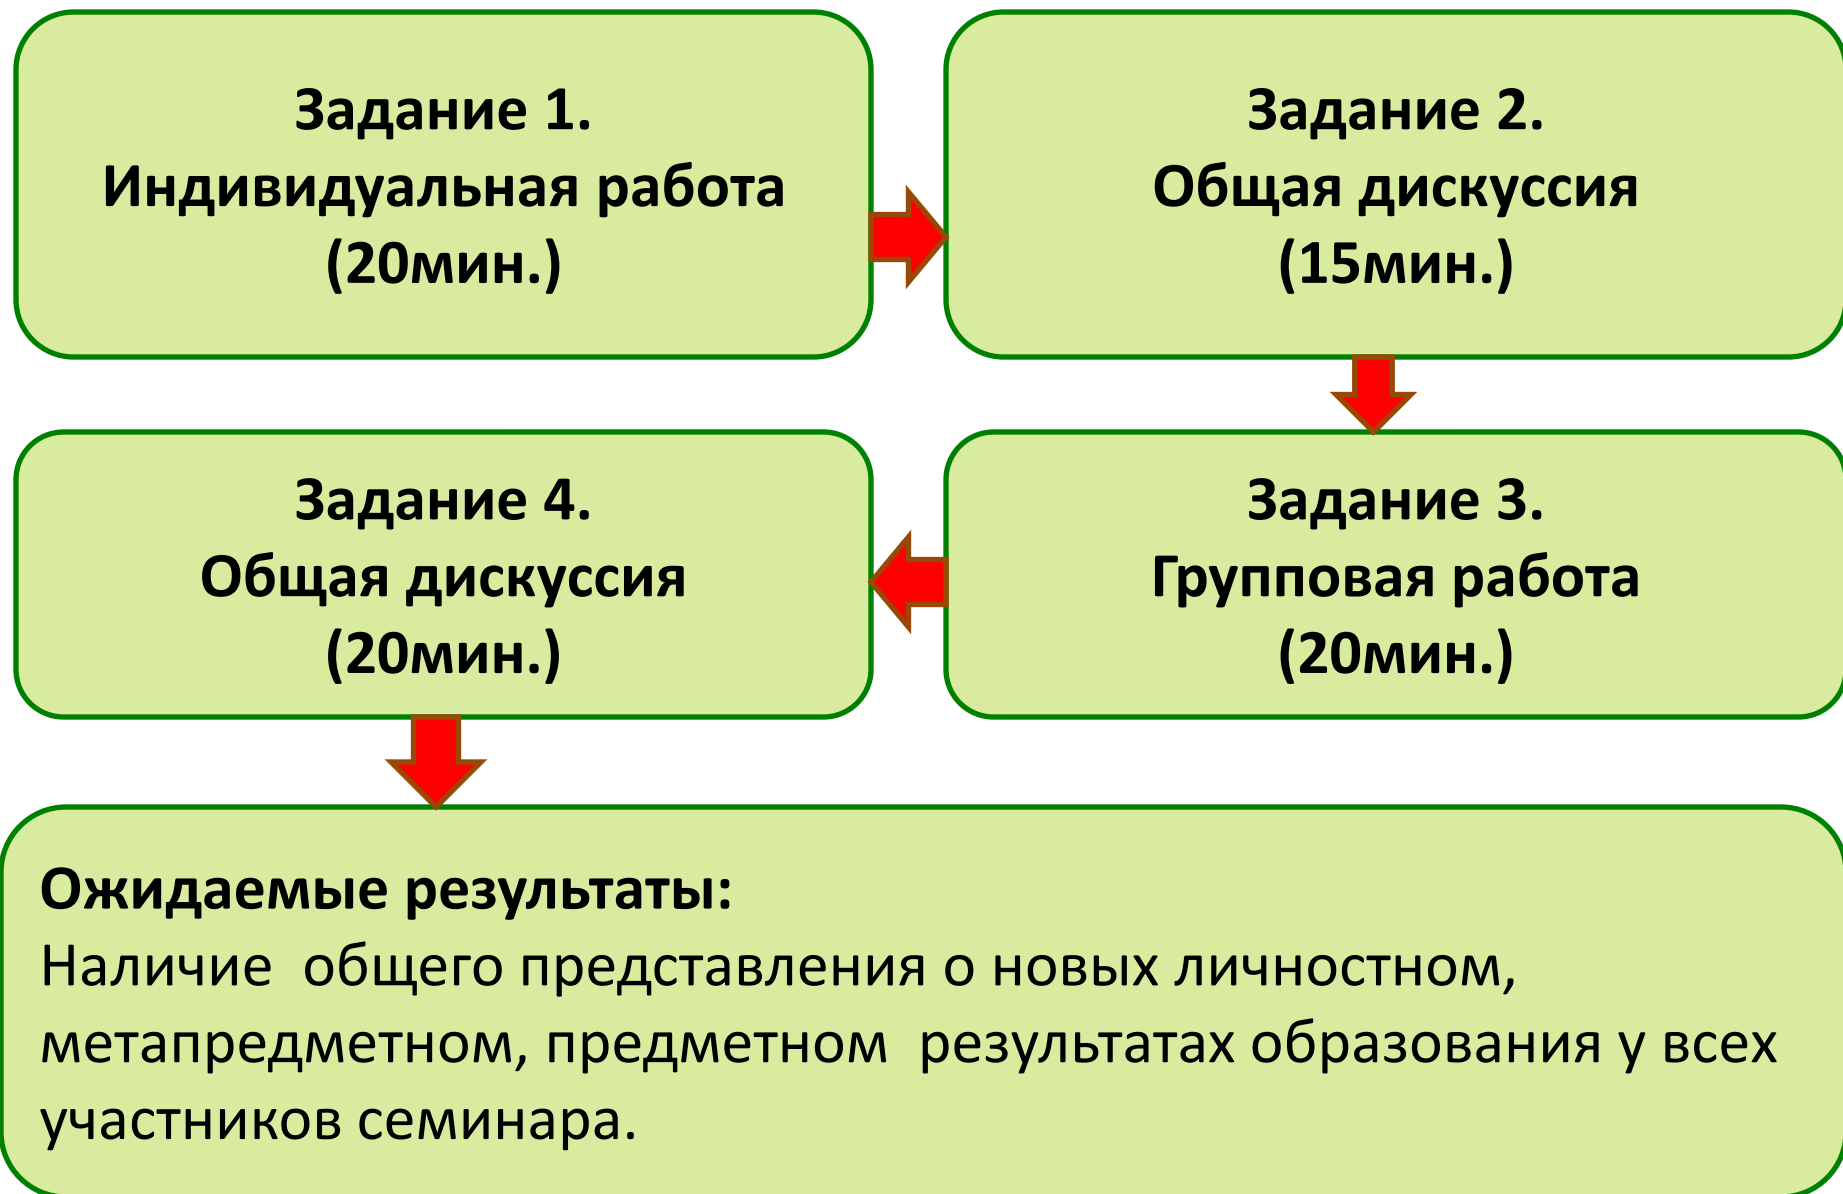 Задание 1.
Индивидуальная работа
(20мин.)
Задание 2.
Общая дискуссия
(15мин.)
Задание 3.
Групповая работа
(20мин.)
Задание 4.
Общая дискуссия
(20мин.)
Ожидаемые результаты:
Наличие  общего представления о новых личностном,
метапредметном, предметном  результатах образования у всех
участников семинара.